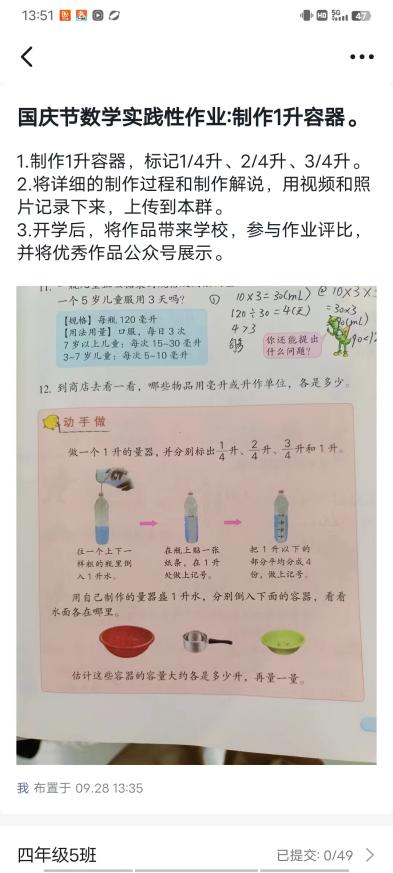 13:51
HD
5G
47
国庆节数学实践性作业:制作1升容器。
1.制作1升容器，标记1/4升、2/4升、3/4升。
2.将详细的制作过程和制作解说，用视频和照
片记录下来，上传到本群。
3.开学后，将作品带来学校，参与作业评比，
并将优秀作品公众号展示。
一个5岁儿童服用3天吗？
① 10×3=30(mL)
120÷30=4(天)
4>3
够
② 10×3×
=30×3
【规格】每瓶 120 毫升
【用法用量】口服，每日 3 次
7 岁以上儿童：每次 15~30 毫升
3~7 岁儿童：每次 5~10 毫升
你还能提出
什么问题？
12. 到商店去看一看，哪些物品用毫升或升作单位，各是多少。
动手做
做一个 1 升的量器，并分别标出 1/4 升、2/4 升、3/4 升和 1 升。
往一个上下一
样粗的瓶里倒
入 1 升水。
在瓶上贴一张
纸条，在 1 升
处做上记号。
把 1 升以下的
部分平均分成 4
份，做上记号。
用自己制作的量器盛 1 升水，分别倒入下面的容器，看看
水面各在哪里。
估计这些容器的容量大约各是多少升，再量一量。
我 布置于 09.28 13:35
四年级5班
已提交: 0/49